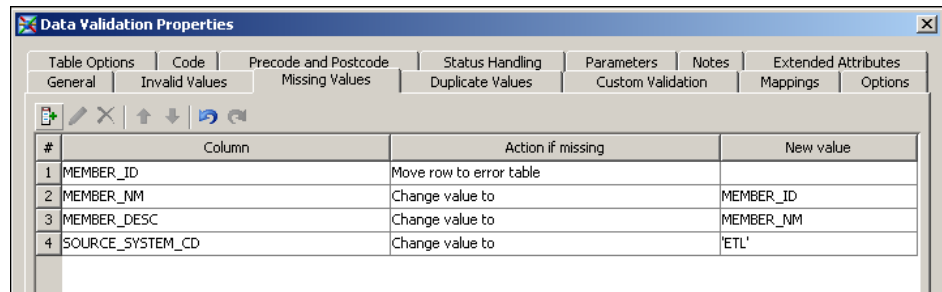 Data Validation Properties
Table Options Code Precode and Postcode Status Handling Parameters Notes Extended Attributes
General Invalid Values Missing Values Duplicate Values Custom Validation Mappings Options
# Column Action if missing New value
1 MEMBER_ID Move row to error table
2 MEMBER_NM Change value to MEMBER_ID
3 MEMBER_DESC Change value to MEMBER_NM
4 SOURCE_SYSTEM_CD Change value to 'ETL'